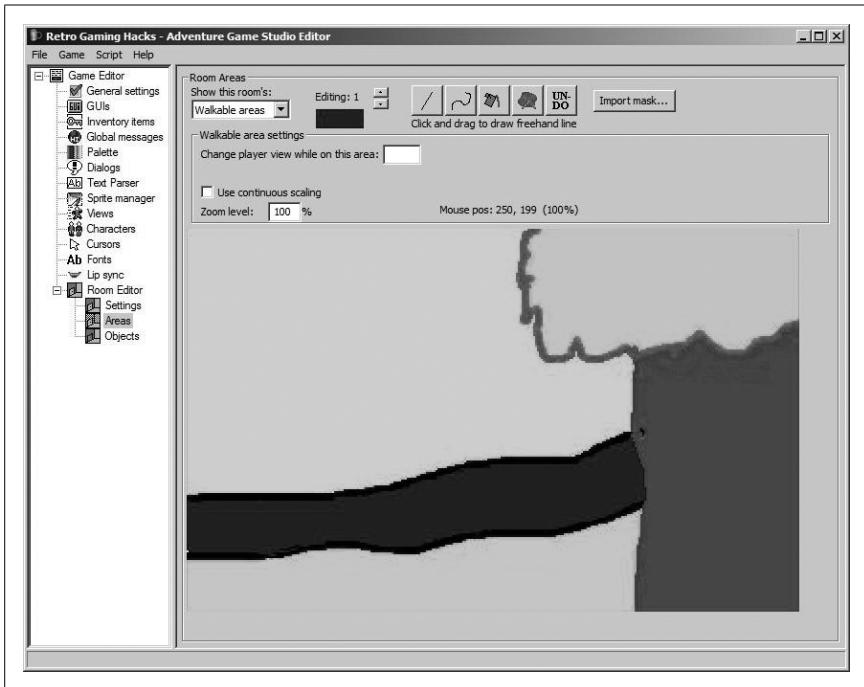 Retro Gaming Hacks - Adventure Game Studio Editor
File Game Script Help
Game Editor
General settings
GUIs
Inventory items
Global messages
Palette
Dialogs
Ab Text Parser
Sprite manager
Views
Characters
Cursors
Ab Fonts
Lip sync
Room Editor
Settings
Areas
Objects
Room Areas
Show this room's:
Walkable areas
Editing: 1
UN-
DO
Import mask...
Click and drag to draw freehand line
Walkable area settings
Change player view while on this area:
Use continuous scaling
Zoom level: 100 %
Mouse pos: 250, 199 (100%)